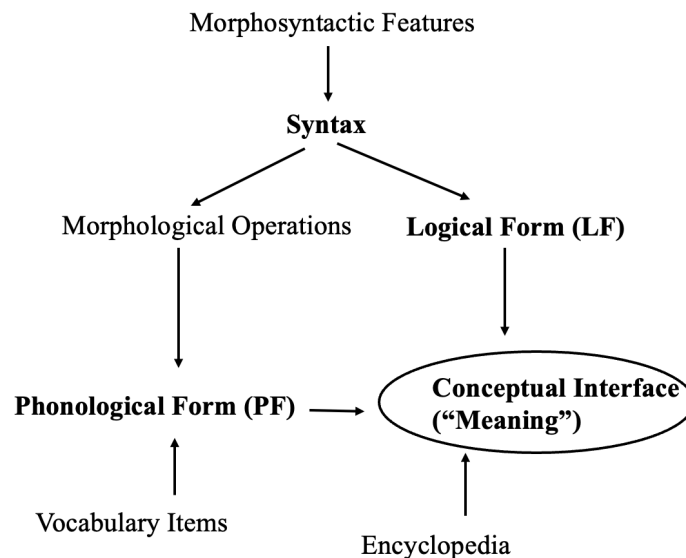 Morphosyntactic Features
Syntax
Morphological Operations
Logical Form (LF)
Phonological Form (PF)
Conceptual Interface
(“Meaning”)
Vocabulary Items
Encyclopedia